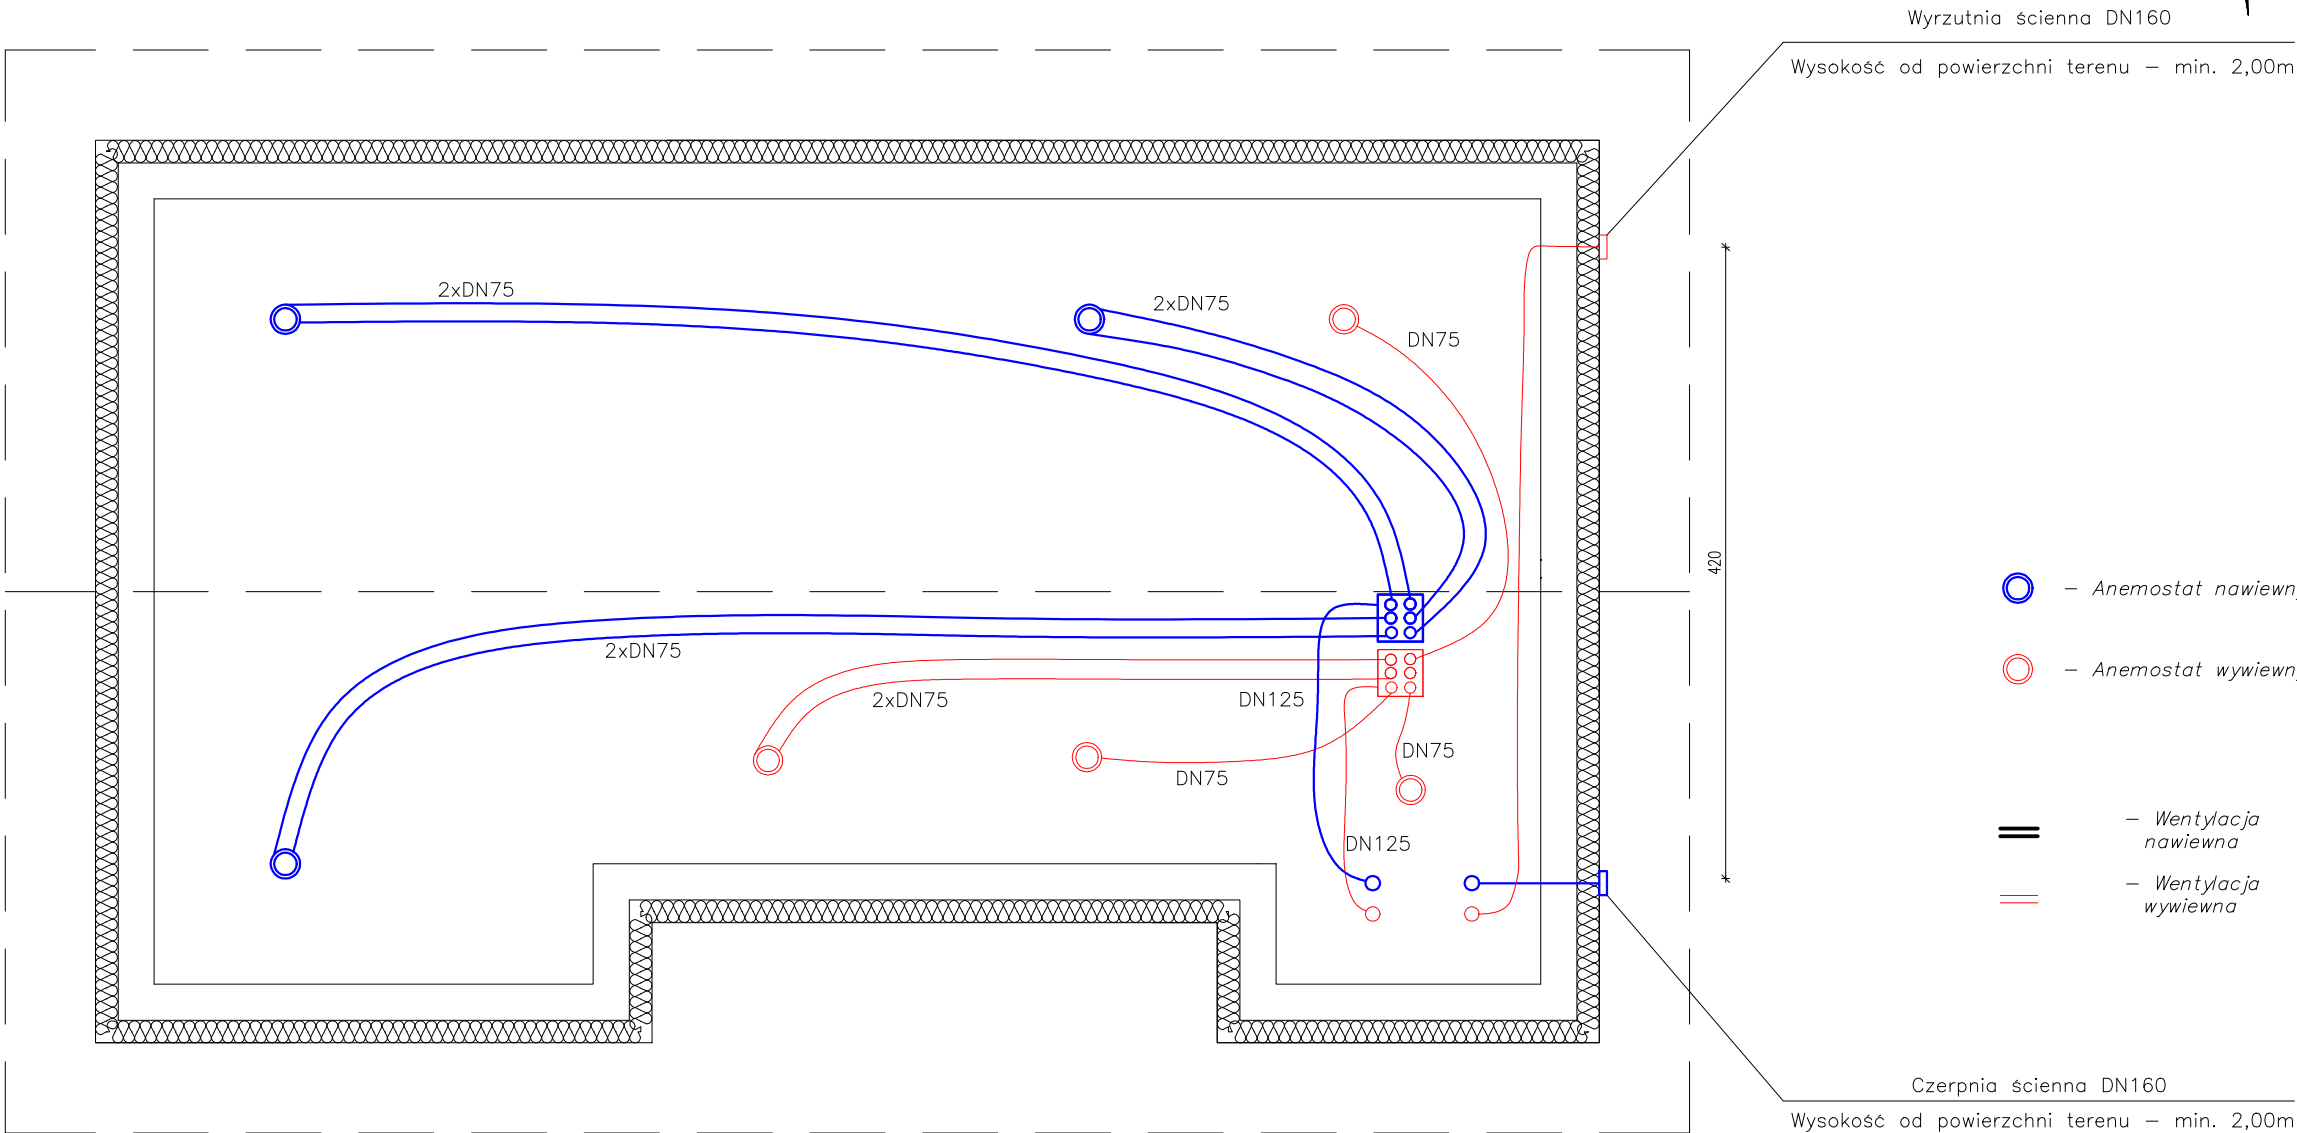 Wyrzutnia ścienna DN160
Wysokość od powierzchni terenu – min. 2,00m
2xDN75
2xDN75
DN75
420
– Anemostat nawiewn
2xDN75
– Anemostat wywiewn
2xDN75
DN125
DN75
DN75
DN125
– Wentylacja
nawiewna
– Wentylacja
wywiewna
Czerpnia ścienna DN160
Wysokość od powierzchni terenu – min. 2,00m